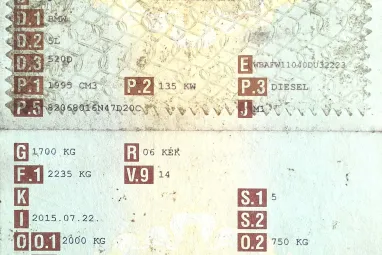 D.1 BMW
D.2 5L
D.3 520D E WBAFW11040DU32223
P.1 1995 CM3 P.2 135 KW P.3 DIESEL
P.5 82068016N47D20C J M1
G 1700 KG R 06 KÉK
F.1 2235 KG V.9 14
K S.1 5
I 2015.07.22. S.2
O O.1 2000 KG O.2 750 KG